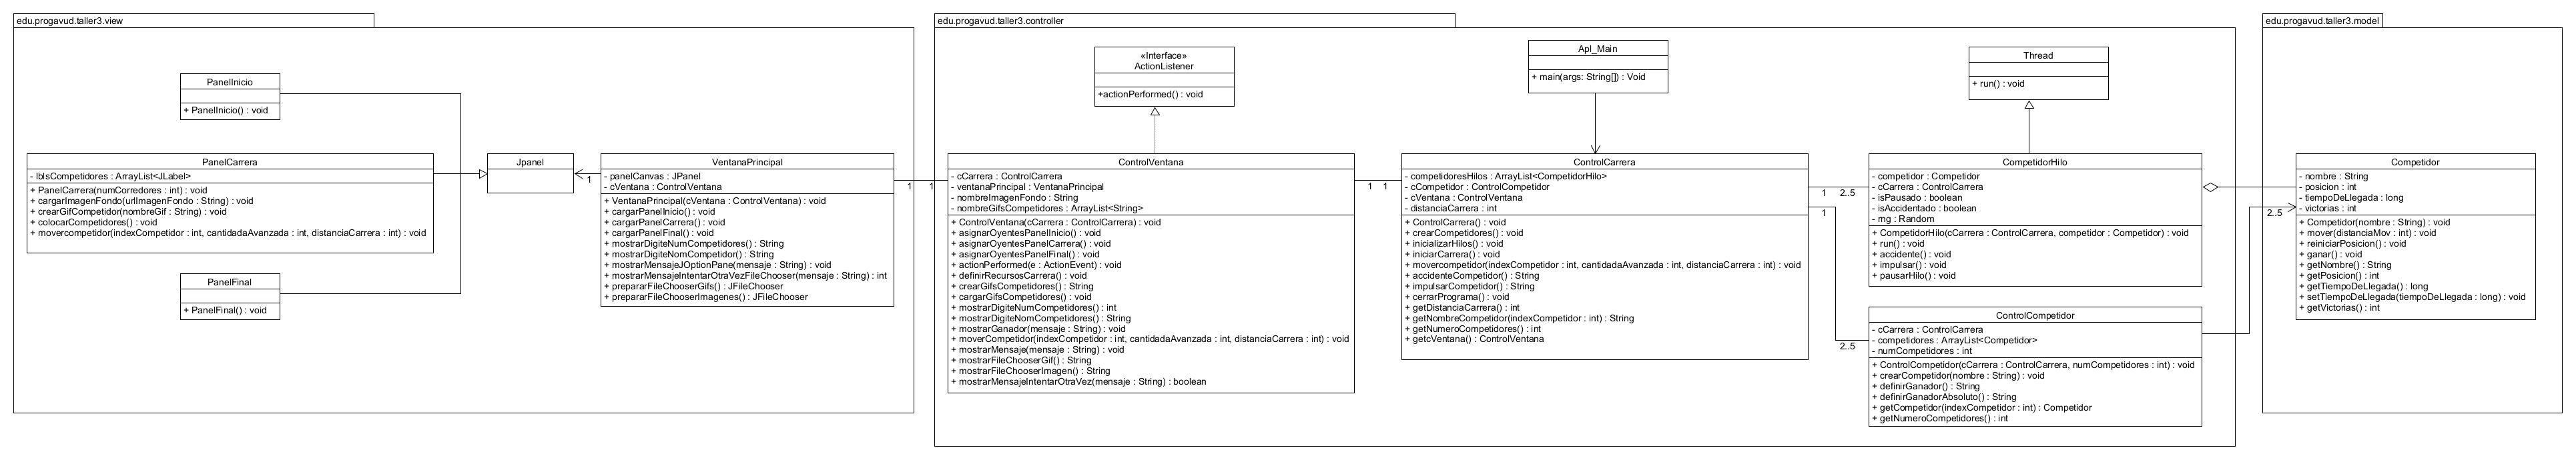 edu.progavud.taller3.view
PanelInicio
+ PanelInicio() : void
PanelCarrera
- lblsCompetidores : ArrayList<JLabel>
+ PanelCarrera(numCorredores : int) : void
+ cargarImagenFondo(urlImagenFondo : String) : void
+ crearGifCompetidor(nombreGif : String) : void
+ colocarCompetidores() : void
+ movercompetidor(indexCompetidor : int, cantidadaAvanzada : int, distanciaCarrera : int) : void
PanelFinal
+ PanelFinal() : void
Jpanel
1
VentanaPrincipal
- panelCanvas : JPanel
- cVentana : ControlVentana
+ VentanaPrincipal(cVentana : ControlVentana) : void
+ cargarPanelInicio() : void
+ cargarPanelCarrera() : void
+ cargarPanelFinal() : void
+ mostrarDigiteNumCompetidores() : String
+ mostrarDigiteNomCompetidor() : String
+ mostrarMensajeJOptionPane(mensaje : String) : void
+ mostrarMensajeIntentarOtraVezFileChooser(mensaje : String) : int
+ prepararFileChooserGifs() : JFileChooser
+ prepararFileChooserImagenes() : JFileChooser
1
1
edu.progavud.taller3.controller
«Interface»
ActionListener
+actionPerformed() : void
ControlVentana
- cCarrera : ControlCarrera
- ventanaPrincipal : VentanaPrincipal
- nombreImagenFondo : String
- nombreGifsCompetidores : ArrayList<String>
+ ControlVentana(cCarrera : ControlCarrera) : void
+ asignarOyentesPanelInicio() : void
+ asignarOyentesPanelCarrera() : void
+ asignarOyentesPanelFinal() : void
+ actionPerformed(e : ActionEvent) : void
+ definirRecursosCarrera() : void
+ crearGifsCompetidores() : String
+ cargarGifsCompetidores() : void
+ mostrarDigiteNumCompetidores() : int
+ mostrarDigiteNomCompetidores() : String
+ mostrarGanador(mensaje : String) : void
+ moverCompetidor(indexCompetidor : int, cantidadaAvanzada : int, distanciaCarrera : int) : void
+ mostrarMensaje(mensaje : String) : void
+ mostrarFileChooserGif() : String
+ mostrarFileChooserImagen() : String
+ mostrarMensajeIntentarOtraVez(mensaje : String) : boolean
1
1
Apl_Main
+ main(args: String[]) : Void
ControlCarrera
- competidoresHilos : ArrayList<CompetidorHilo>
- cCompetidor : ControlCompetidor
- cVentana : ControlVentana
- distanciaCarrera : int
+ ControlCarrera() : void
+ crearCompetidores() : void
+ inicializarHilos() : void
+ iniciarCarrera() : void
+ movercompetidor(indexCompetidor : int, cantidadaAvanzada : int, distanciaCarrera : int) : void
+ accidenteCompetidor() : String
+ impulsarCompetidor() : String
+ cerrarPrograma() : void
+ getDistanciaCarrera() : int
+ getNombreCompetidor(indexCompetidor : int) : String
+ getNumeroCompetidores() : int
+ getcVentana() : ControlVentana
1
2..5
1
2..5
Thread
+ run() : void
CompetidorHilo
- competidor : Competidor
- cCarrera : ControlCarrera
- isPausado : boolean
- isAccidentado : boolean
- rng : Random
+ CompetidorHilo(cCarrera : ControlCarrera, competidor : Competidor) : void
+ run() : void
+ accidente() : void
+ impulsar() : void
+ pausarHilo() : void
ControlCompetidor
- cCarrera : ControlCarrera
- competidores : ArrayList<Competidor>
- numCompetidores : int
+ ControlCompetidor(cCarrera : ControlCarrera, numCompetidores : int) : void
+ crearCompetidor(nombre : String) : void
+ definirGanador() : String
+ definirGanadorAbsoluto() : String
+ getCompetidor(indexCompetidor : int) : Competidor
+ getNumeroCompetidores() : int
edu.progavud.taller3.model
2..5
Competidor
- nombre : String
- posicion : int
- tiempoDeLlegada : long
- victorias : int
+ Competidor(nombre : String) : void
+ mover(distanciaMov : int) : void
+ reiniciarPosicion() : void
+ ganar() : void
+ getNombre() : String
+ getPosicion() : int
+ getTiempoDeLlegada() : long
+ setTiempoDeLlegada(tiempoDeLlegada : long) : void
+ getVictorias() : int